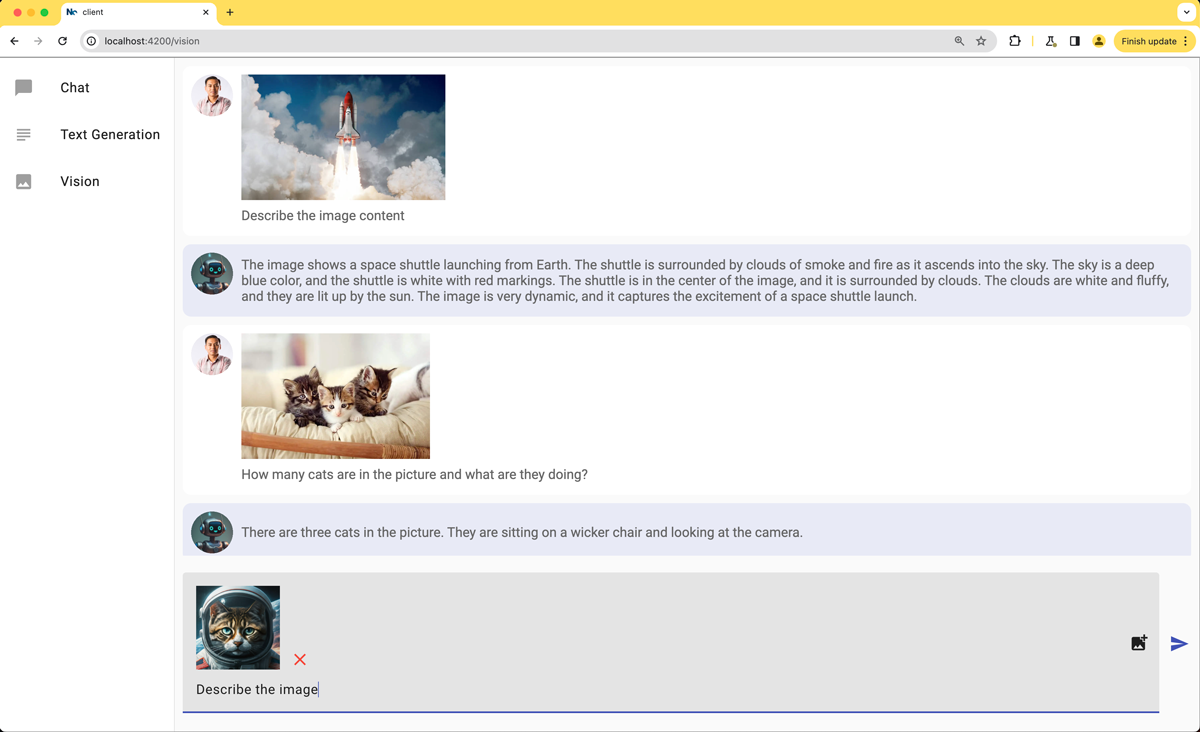 client
localhost:4200/vision
Finish update
Chat
Text Generation
Vision
Describe the image content
The image shows a space shuttle launching from Earth. The shuttle is surrounded by clouds of smoke and fire as it ascends into the sky. The sky is a deep
blue color, and the shuttle is white with red markings. The shuttle is in the center of the image, and it is surrounded by clouds. The clouds are white and fluffy,
and they are lit up by the sun. The image is very dynamic, and it captures the excitement of a space shuttle launch.
How many cats are in the picture and what are they doing?
There are three cats in the picture. They are sitting on a wicker chair and looking at the camera.
Describe the image